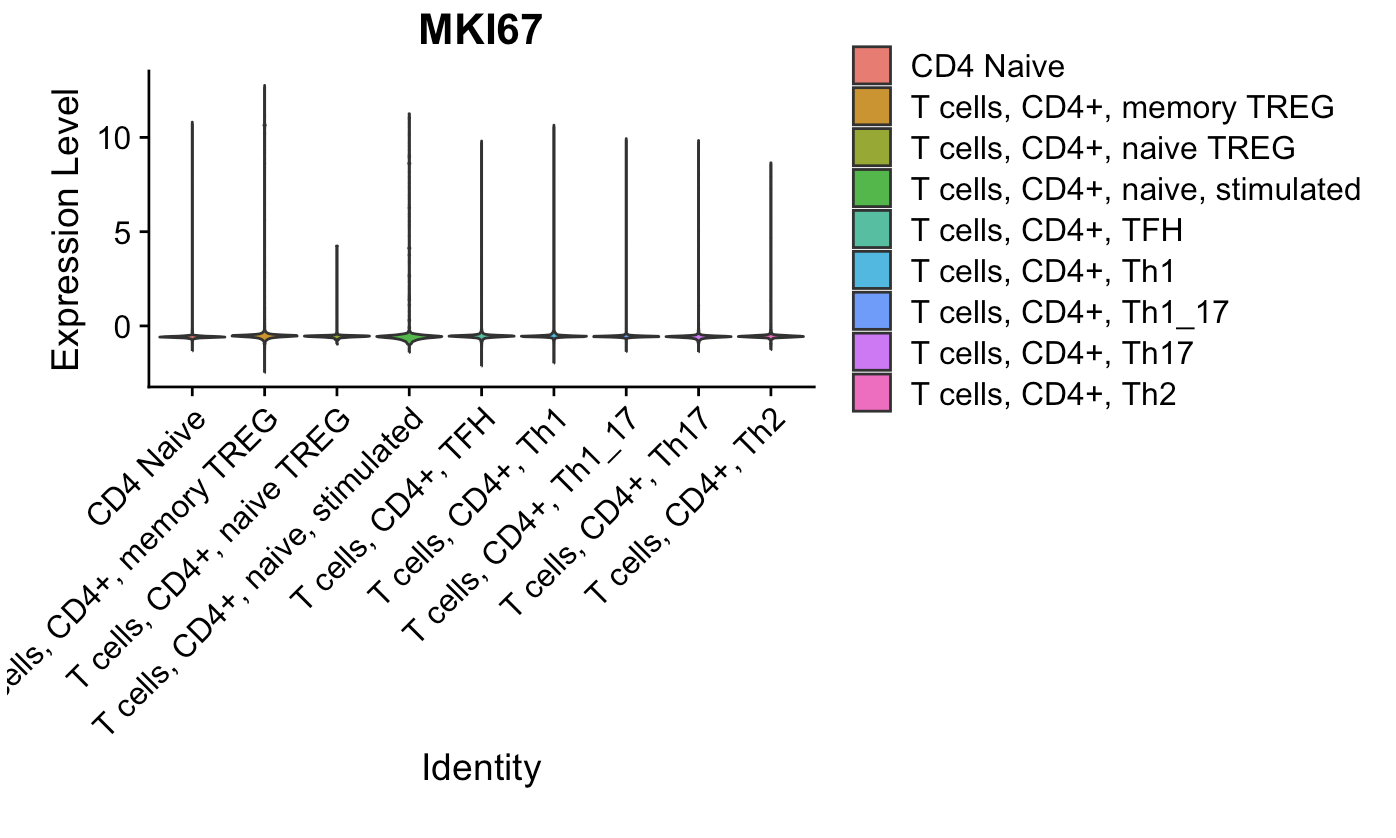 MKI67
Expression Level
10
5
0
CD4 Naive
cells, CD4+, memory TREG
T cells, CD4+, naive TREG
T cells, CD4+, naive, stimulated
T cells, CD4+, TFH
T cells, CD4+, Th1
T cells, CD4+, Th1_17
T cells, CD4+, Th17
T cells, CD4+, Th2
Identity
CD4 Naive
T cells, CD4+, memory TREG
T cells, CD4+, naive TREG
T cells, CD4+, naive, stimulated
T cells, CD4+, TFH
T cells, CD4+, Th1
T cells, CD4+, Th1_17
T cells, CD4+, Th17
T cells, CD4+, Th2